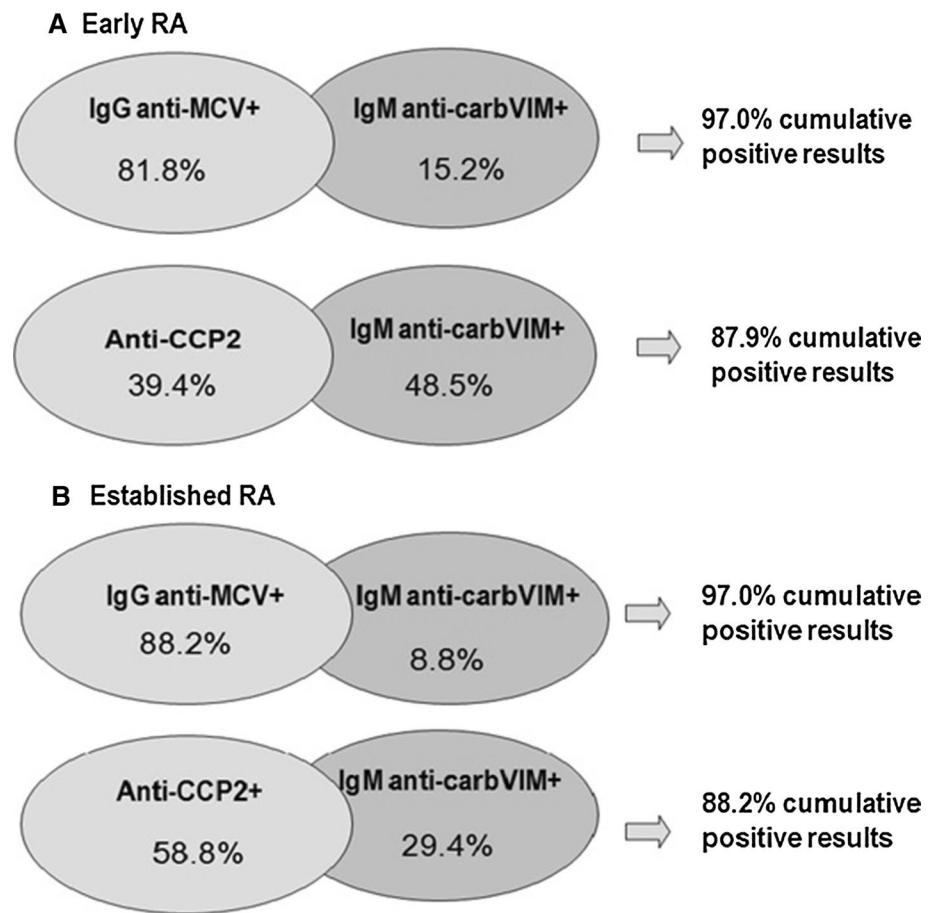 A Early RA
IgG anti-MCV+
81.8%
IgM anti-carbVIM+
15.2%
97.0% cumulative
positive results
Anti-CCP2
39.4%
IgM anti-carbVIM+
48.5%
87.9% cumulative
positive results
B Established RA
IgG anti-MCV+
88.2%
IgM anti-carbVIM+
8.8%
97.0% cumulative
positive results
Anti-CCP2+
58.8%
IgM anti-carbVIM+
29.4%
88.2% cumulative
positive results